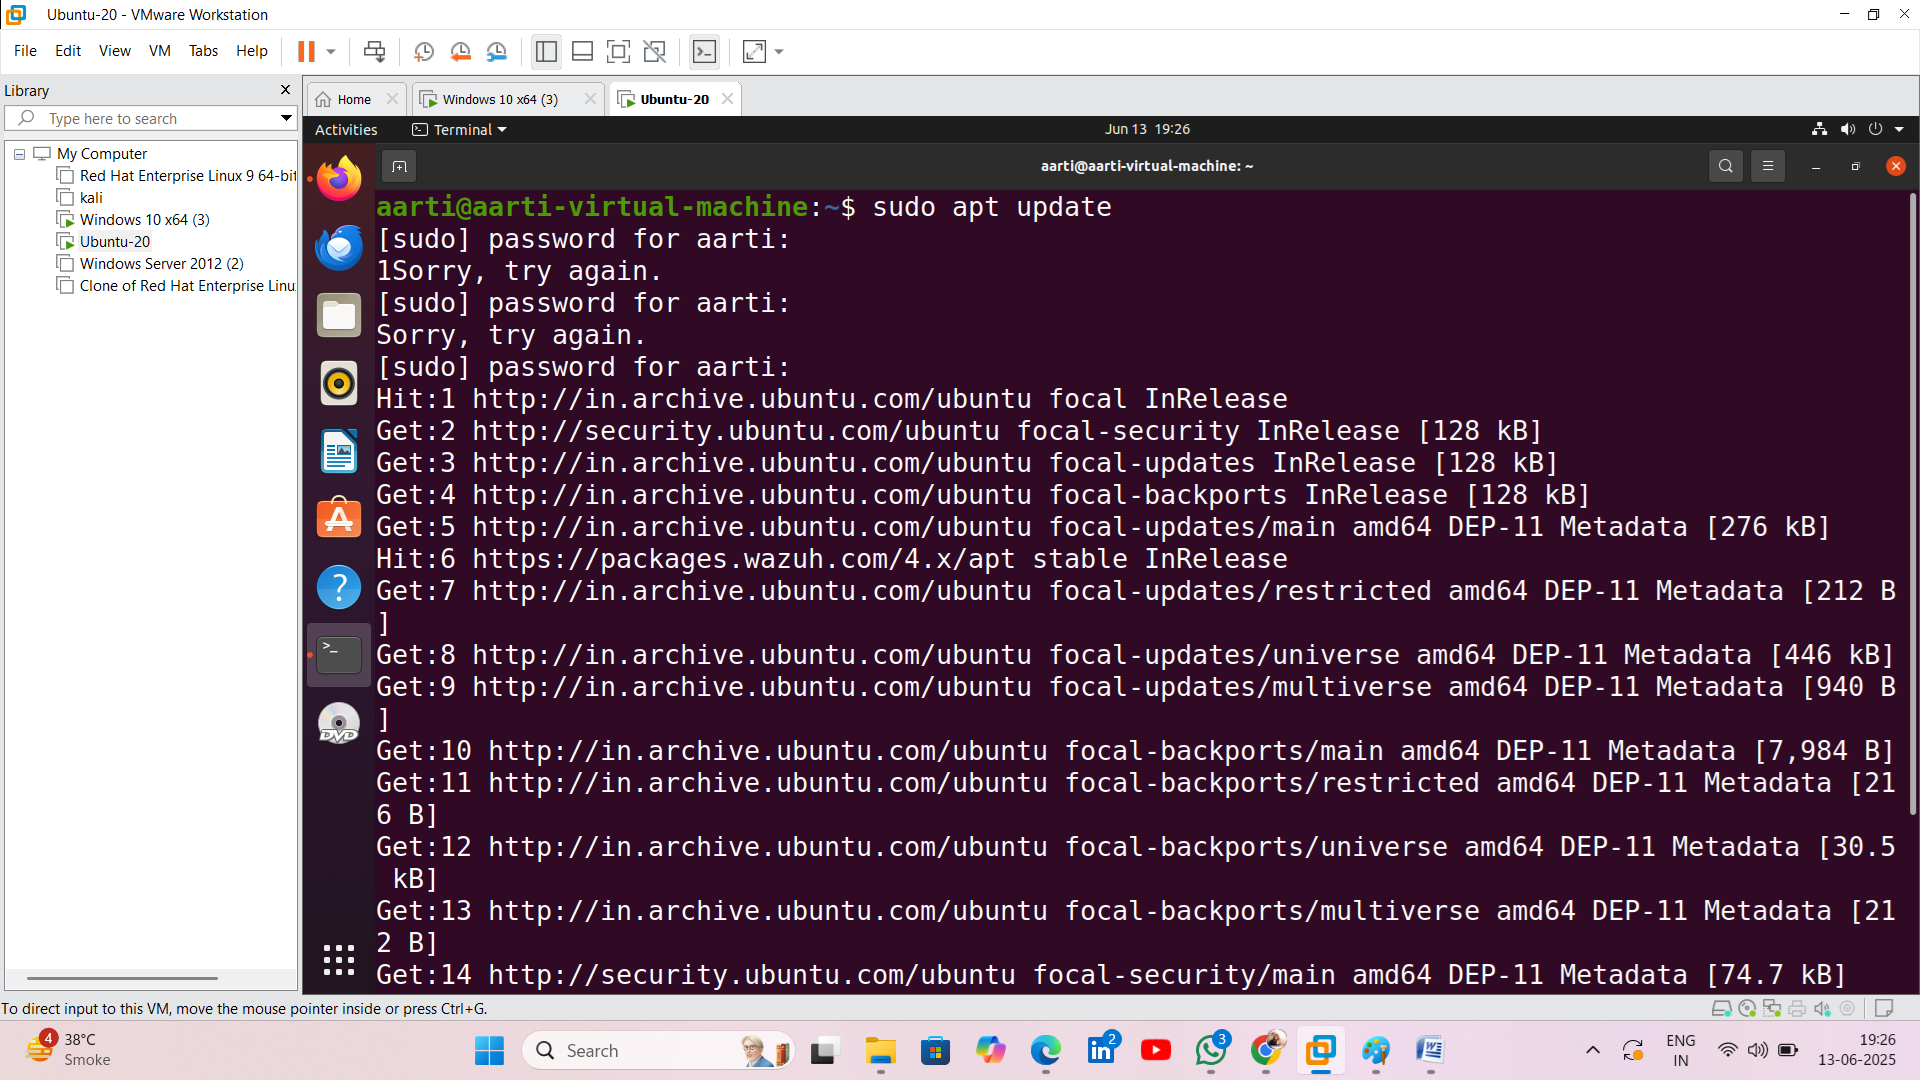 Ubuntu-20 - VMware Workstation
File Edit View VM Tabs Help
Library
Type here to search
My Computer
Red Hat Enterprise Linux 9 64-bit
kali
Windows 10 x64 (3)
Ubuntu-20
Windows Server 2012 (2)
Clone of Red Hat Enterprise Linu
Home
Windows 10 x64 (3)
Ubuntu-20
Activities
Terminal
Jun 13 19:26
aarti@aarti-virtual-machine: ~
aarti@aarti-virtual-machine:~$ sudo apt update
[sudo] password for aarti:
1Sorry, try again.
[sudo] password for aarti:
Sorry, try again.
[sudo] password for aarti:
Hit:1 http://in.archive.ubuntu.com/ubuntu focal InRelease
Get:2 http://security.ubuntu.com/ubuntu focal-security InRelease [128 kB]
Get:3 http://in.archive.ubuntu.com/ubuntu focal-updates InRelease [128 kB]
Get:4 http://in.archive.ubuntu.com/ubuntu focal-backports InRelease [128 kB]
Get:5 http://in.archive.ubuntu.com/ubuntu focal-updates/main amd64 DEP-11 Metadata [276 kB]
Hit:6 https://packages.wazuh.com/4.x/apt stable InRelease
Get:7 http://in.archive.ubuntu.com/ubuntu focal-updates/restricted amd64 DEP-11 Metadata [212 B
]
Get:8 http://in.archive.ubuntu.com/ubuntu focal-updates/universe amd64 DEP-11 Metadata [446 kB]
Get:9 http://in.archive.ubuntu.com/ubuntu focal-updates/multiverse amd64 DEP-11 Metadata [940 B
]
Get:10 http://in.archive.ubuntu.com/ubuntu focal-backports/main amd64 DEP-11 Metadata [7,984 B]
Get:11 http://in.archive.ubuntu.com/ubuntu focal-backports/restricted amd64 DEP-11 Metadata [21
6 B]
Get:12 http://in.archive.ubuntu.com/ubuntu focal-backports/universe amd64 DEP-11 Metadata [30.5
 kB]
Get:13 http://in.archive.ubuntu.com/ubuntu focal-backports/multiverse amd64 DEP-11 Metadata [21
2 B]
Get:14 http://security.ubuntu.com/ubuntu focal-security/main amd64 DEP-11 Metadata [74.7 kB]
DVD
To direct input to this VM, move the mouse pointer inside or press Ctrl+G.
4
38°C
Smoke
Search
2
3
ENG
IN
19:26
13-06-2025